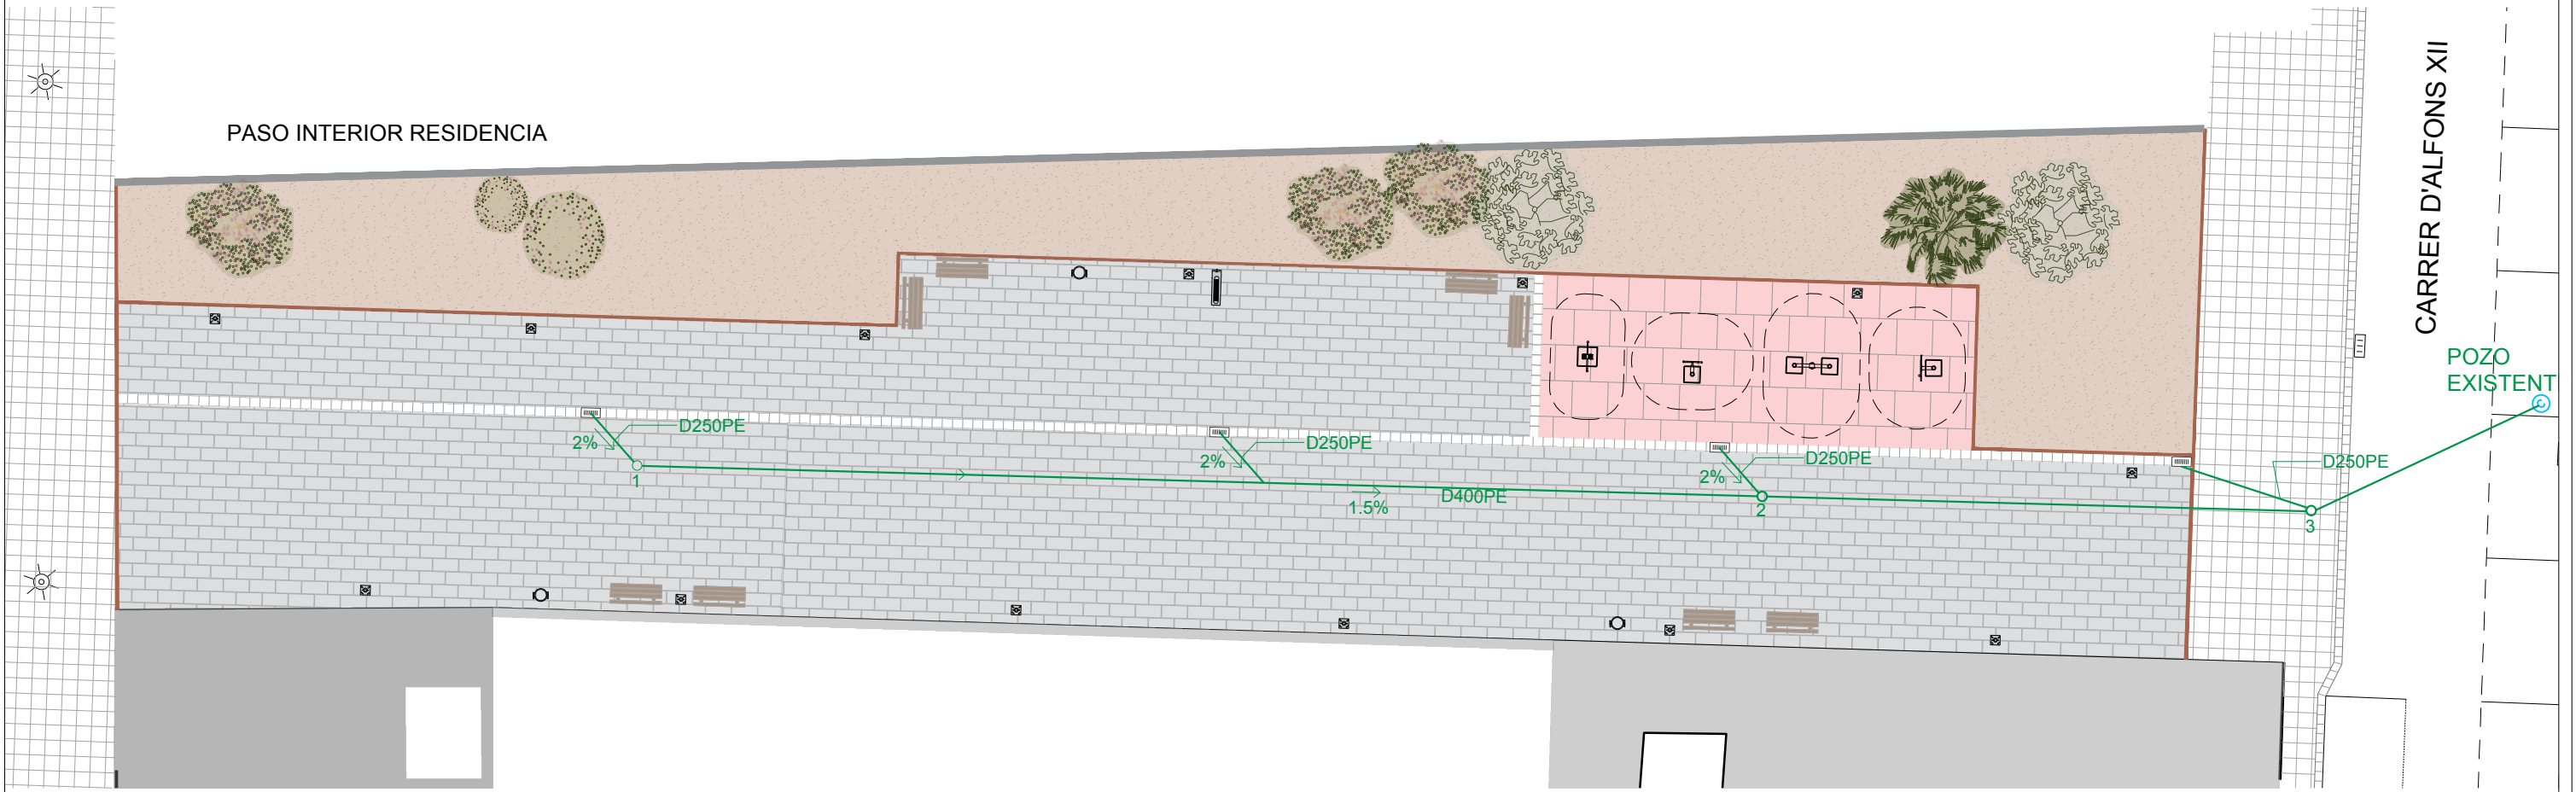 PASO INTERIOR RESIDENCIA
CARRER D'ALFONS XII
POZO
EXISTENT
D250PE
2%
1
D250PE
2%
D400PE
1.5%
D250PE
2%
2
D250PE
3